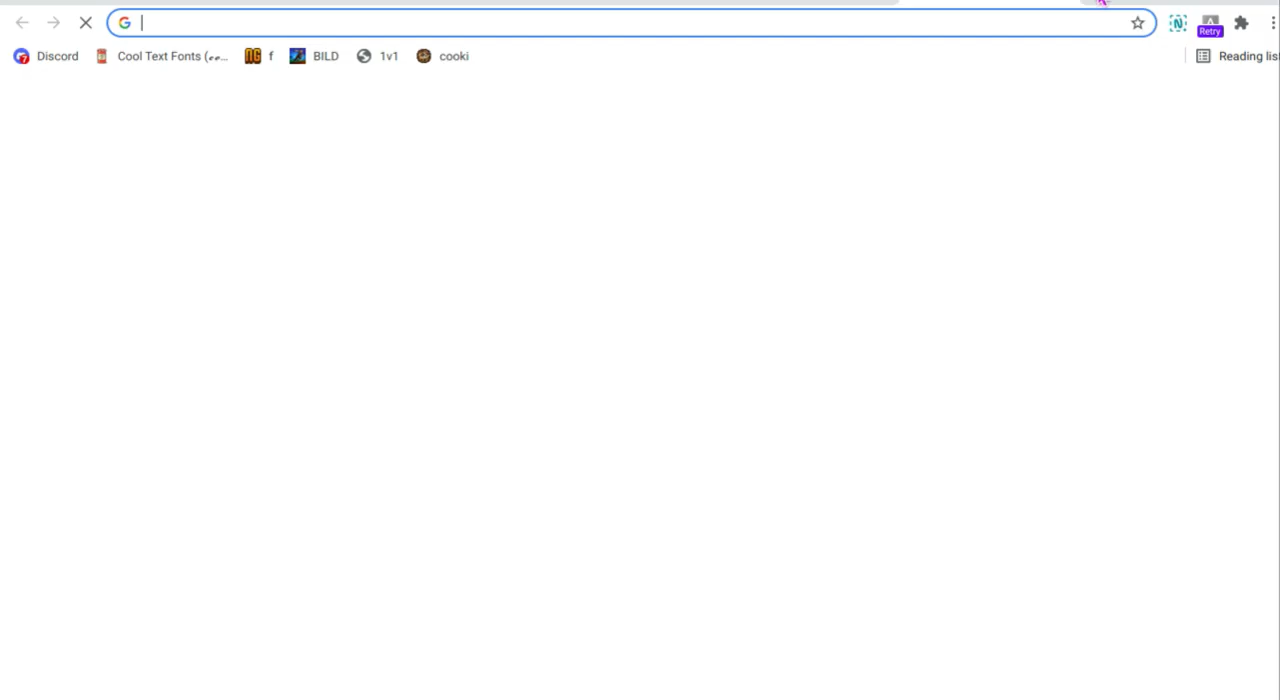 Retry
Discord
Cool Text Fonts (
f
BILD
1v1
cooki
Reading lis